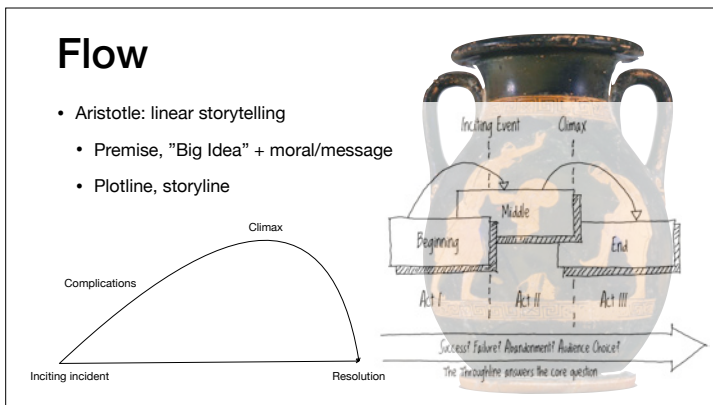 Flow
• Aristotle: linear storytelling
• Premise, ”Big Idea” + moral/message
• Plotline, storyline
Climax
Complications
Inciting incident
Resolution
Inciting Event
Climax
Beginning
Middle
End
Act I
Act II
Act III
Success? Failure? Abandonment? Audience Choice?
The Throughline answers the core question